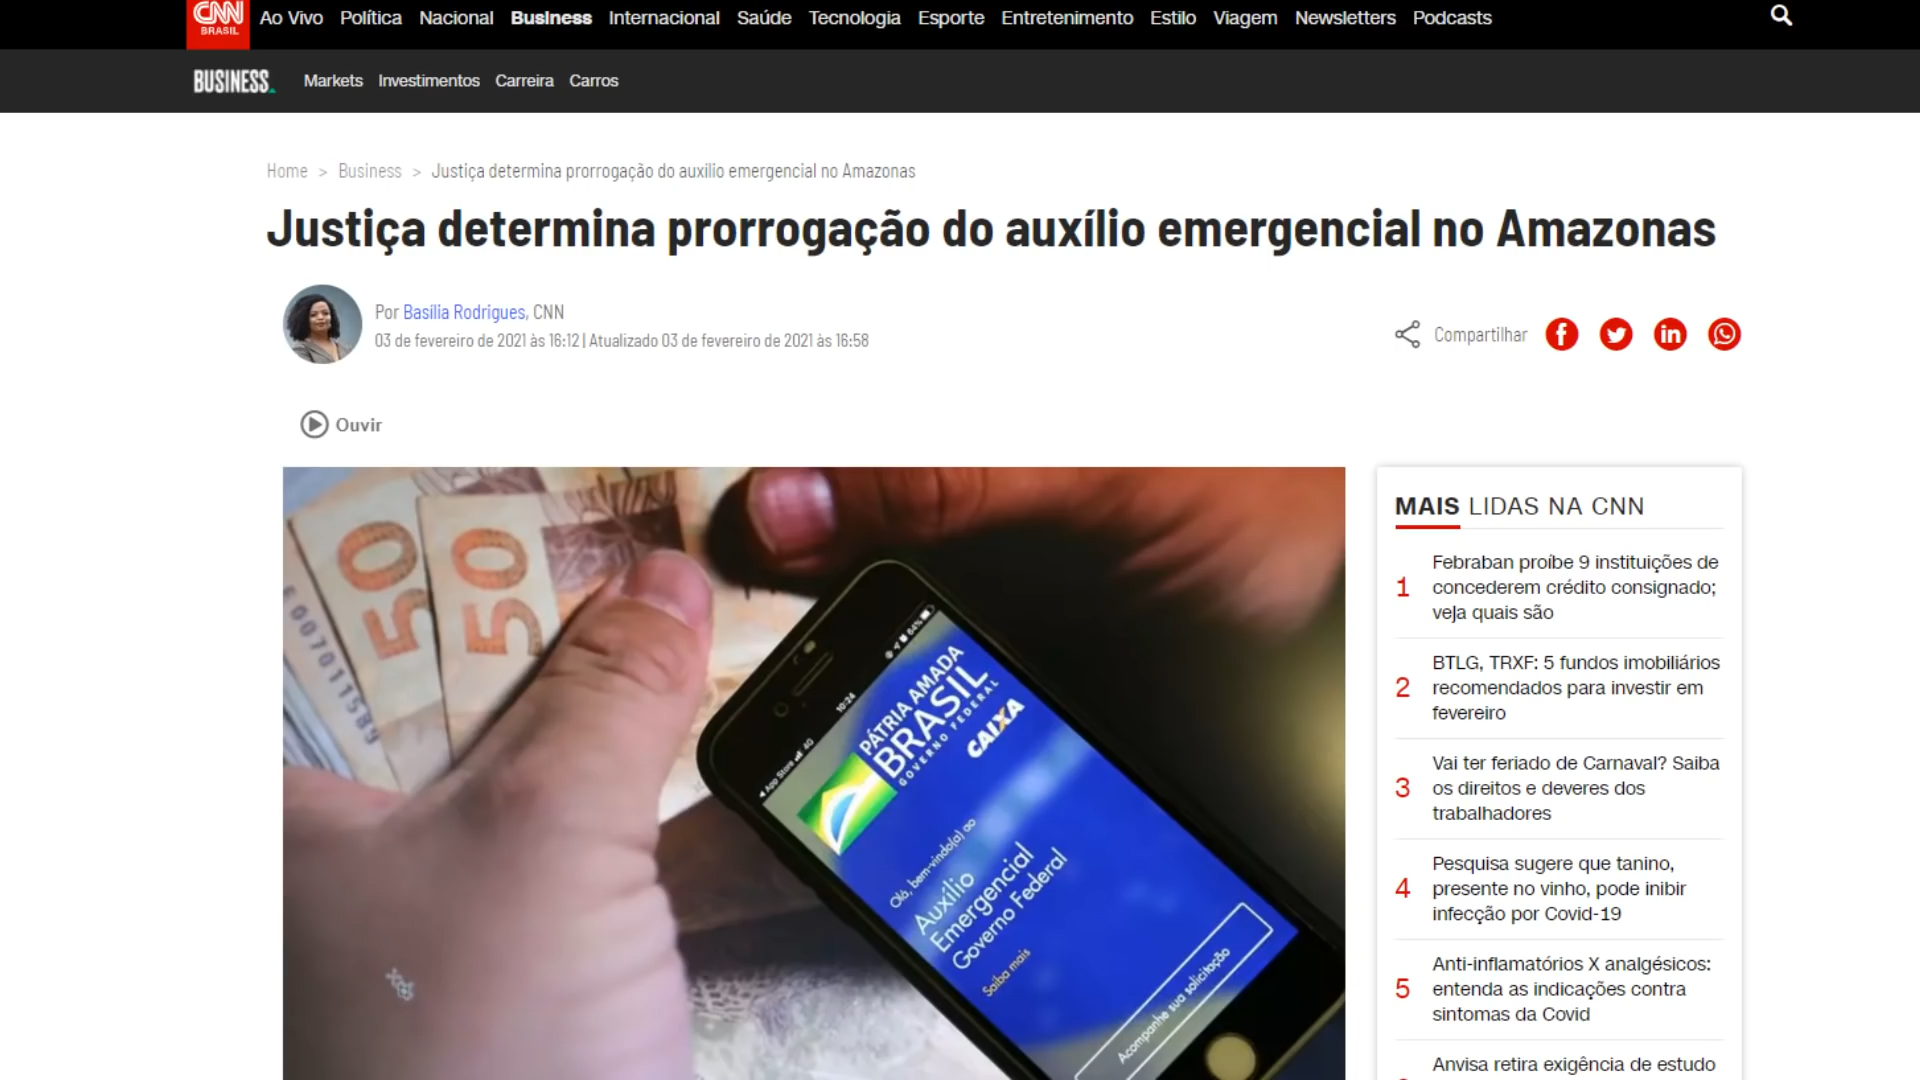 CNN
BRASIL
Ao Vivo Política Nacional Business Internacional Saúde Tecnologia Esporte Entretenimento Estilo Viagem Newsletters Podcasts
BUSINESS Markets Investimentos Carreira Carros
Home > Business > Justiça determina prorrogação do auxílio emergencial no Amazonas
Justiça determina prorrogação do auxílio emergencial no Amazonas
Por Basília Rodrigues, CNN
03 de fevereiro de 2021 às 16:12 | Atualizado 03 de fevereiro de 2021 às 16:58
Compartilhar
Ouvir
50
50
E007011589
App Store 4G 10:24 64%
PÁTRIA AMADA
BRASIL
GOVERNO FEDERAL
CAIXA
Olá, bem-vindo(a) ao
Auxílio
Emergencial
Governo Federal
Saiba mais
Acompanhe sua solicitação
MAIS LIDAS NA CNN
1 Febraban proíbe 9 instituições de
concederem crédito consignado;
veja quais são
2 BTLG, TRXF: 5 fundos imobiliários
recomendados para investir em
fevereiro
3 Vai ter feriado de Carnaval? Saiba
os direitos e deveres dos
trabalhadores
4 Pesquisa sugere que tanino,
presente no vinho, pode inibir
infecção por Covid-19
5 Anti-inflamatórios X analgésicos:
entenda as indicações contra
sintomas da Covid
Anvisa retira exigência de estudo